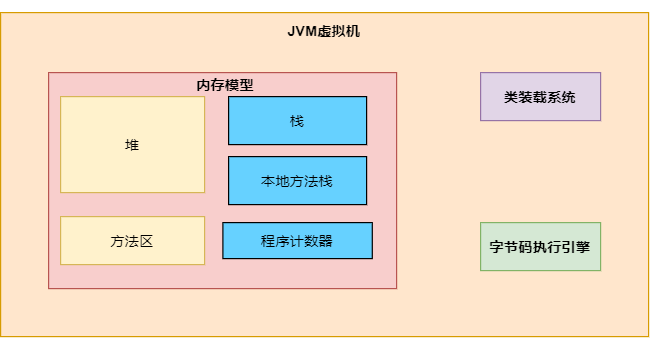 JVM虚拟机
内存模型
堆
栈
本地方法栈
方法区
程序计数器
类装载系统
字节码执行引擎